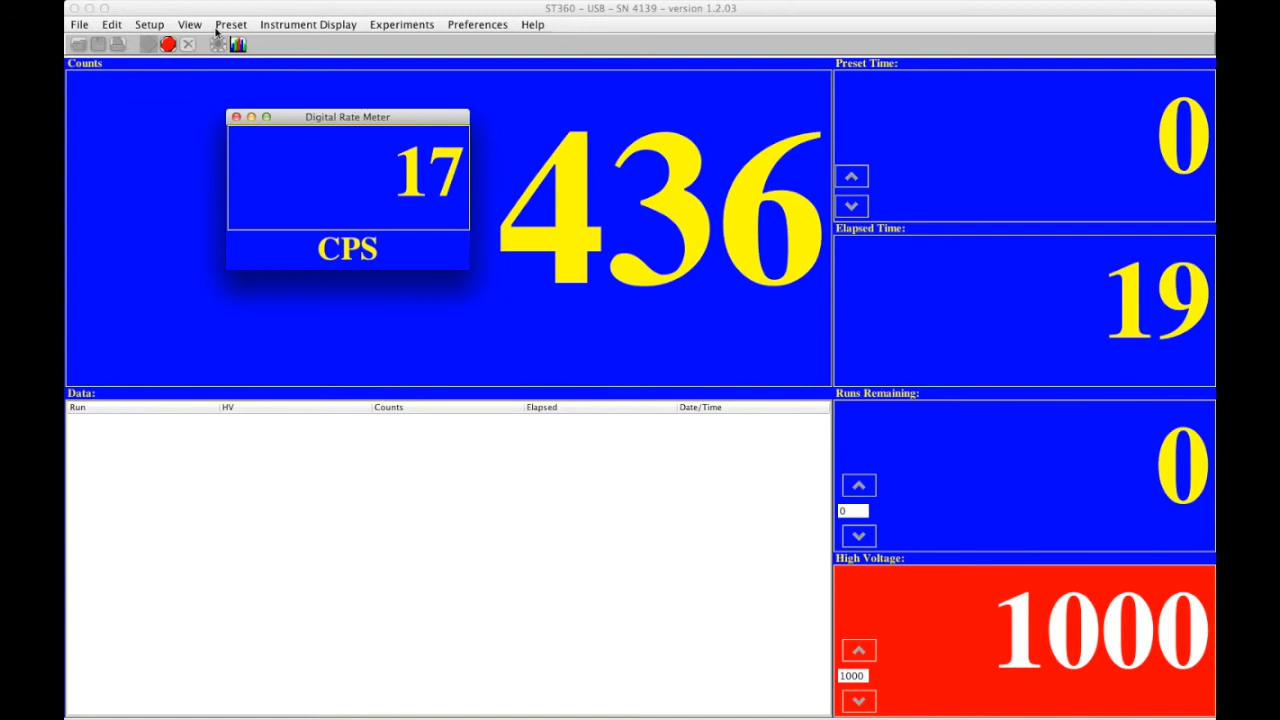 ST360 - USB - SN 4139 - version 1.2.03
File Edit Setup View Preset Instrument Display Experiments Preferences Help
Counts
436
Digital Rate Meter
17
CPS
Preset Time:
0
Elapsed Time:
19
Data:
Run HV Counts Elapsed Date/Time
Runs Remaining:
0
0
High Voltage:
1000
1000